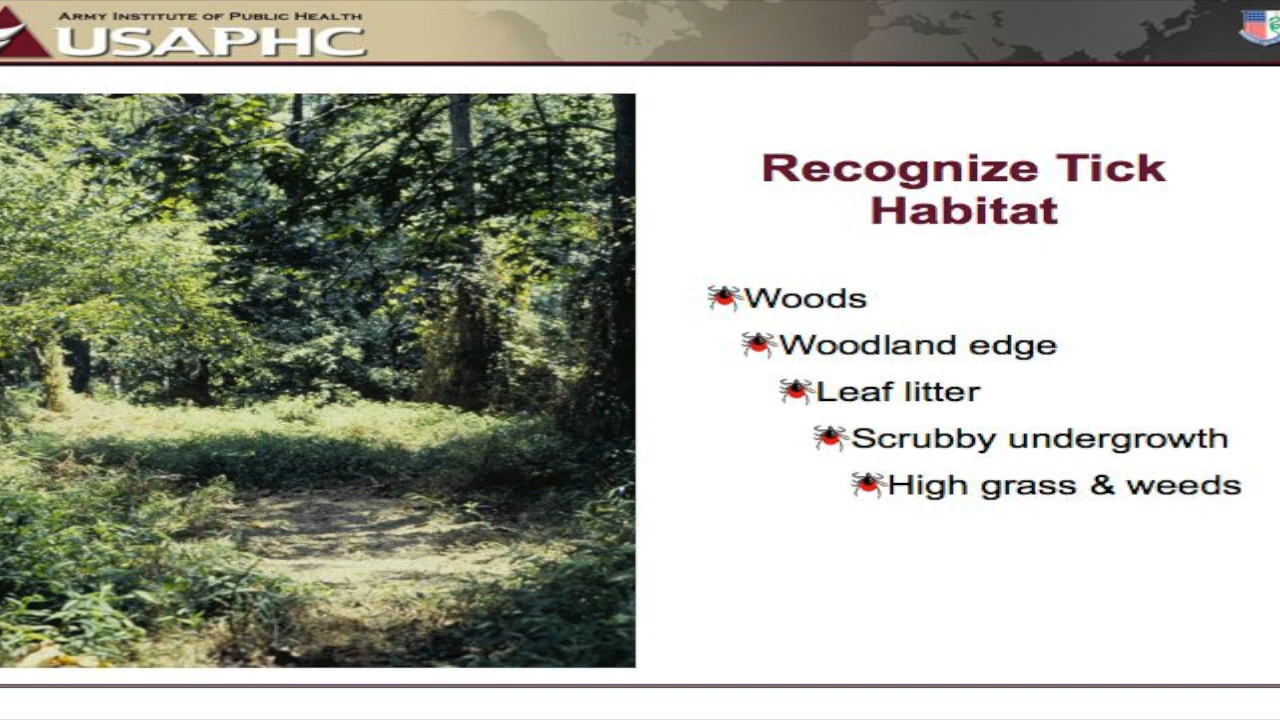 ARMY INSTITUTE OF PUBLIC HEALTH
USAPHC
Recognize Tick
Habitat
Woods
Woodland edge
Leaf litter
Scrubby undergrowth
High grass & weeds